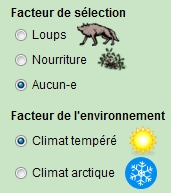 Facteur de sélection
Loups
Nourriture
Aucun-e
Facteur de l'environnement
Climat tempéré
Climat arctique